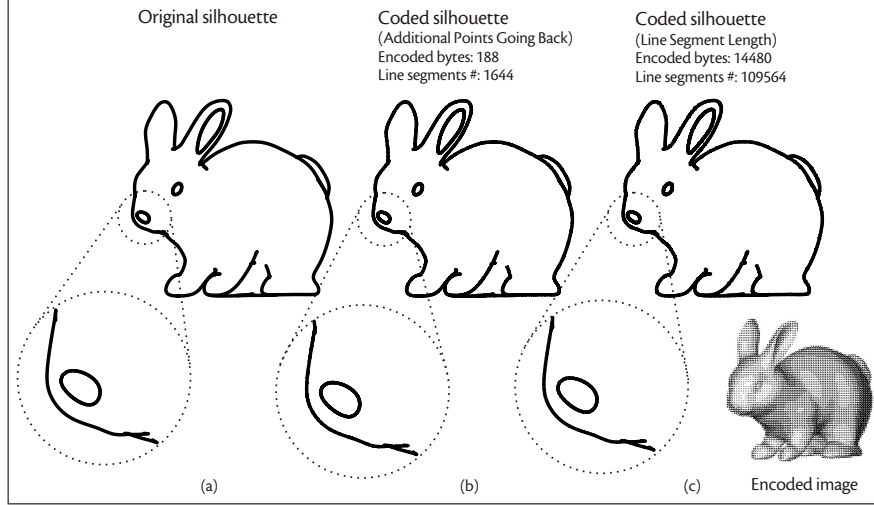 Original silhouette
Coded silhouette
(Additional Points Going Back)
Encoded bytes: 188
Line segments #: 1644
Coded silhouette
(Line Segment Length)
Encoded bytes: 14480
Line segments #: 109564
(a)
(b)
(c)
Encoded image